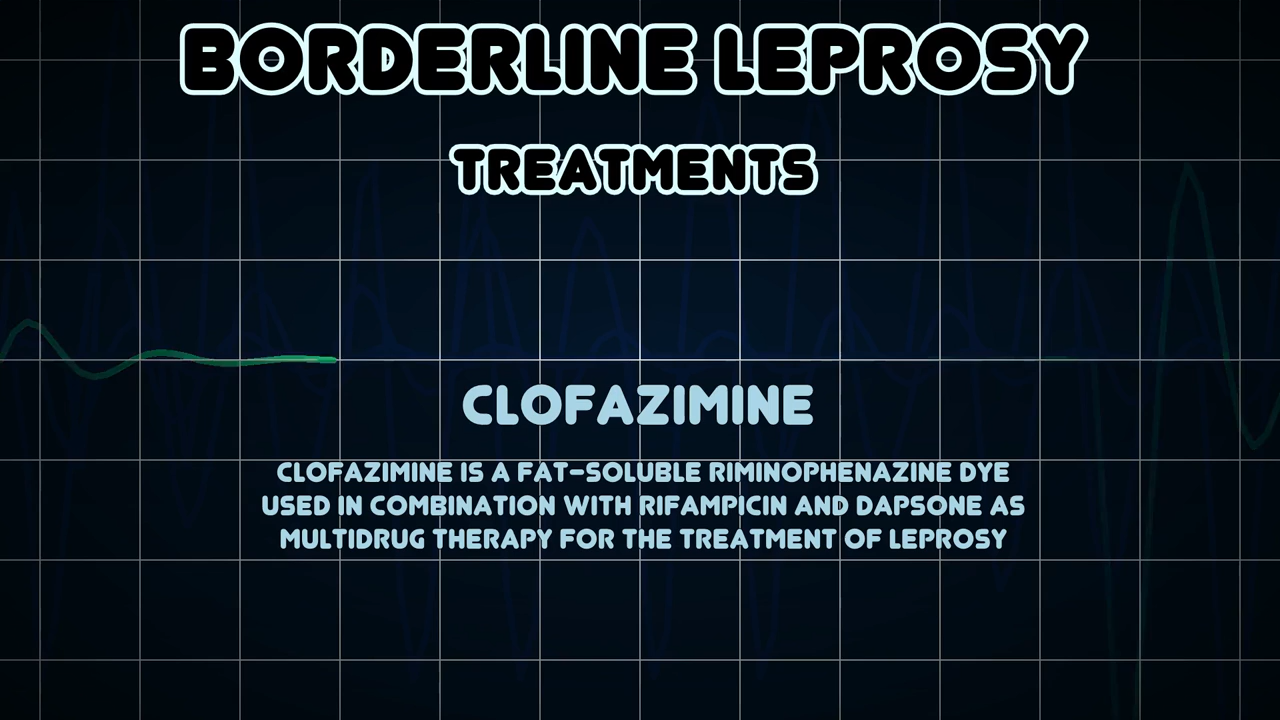 BORDERLINE LEPROSY
TREATMENTS
CLOFAZIMINE
CLOFAZIMINE IS A FAT-SOLUBLE RIMINOPHENAZINE DYE
USED IN COMBINATION WITH RIFAMPICIN AND DAPSONE AS
MULTIDRUG THERAPY FOR THE TREATMENT OF LEPROSY